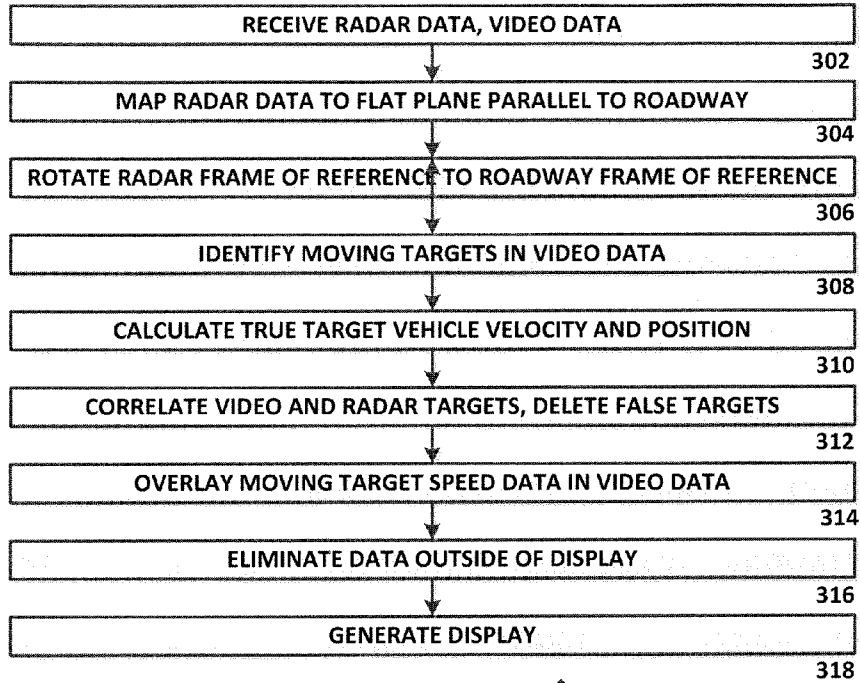 RECEIVE RADAR DATA, VIDEO DATA
302
MAP RADAR DATA TO FLAT PLANE PARALLEL TO ROADWAY
304
ROTATE RADAR FRAME OF REFERENCE TO ROADWAY FRAME OF REFERENCE
306
IDENTIFY MOVING TARGETS IN VIDEO DATA
308
CALCULATE TRUE TARGET VEHICLE VELOCITY AND POSITION
310
CORRELATE VIDEO AND RADAR TARGETS, DELETE FALSE TARGETS
312
OVERLAY MOVING TARGET SPEED DATA IN VIDEO DATA
314
ELIMINATE DATA OUTSIDE OF DISPLAY
316
GENERATE DISPLAY
318